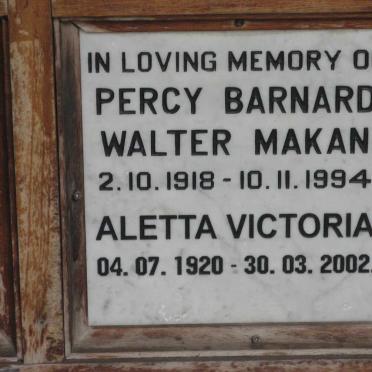 IN LOVING MEMORY O
PERCY BARNARD
WALTER MAKAN
2.10.1918 - 10.11.1994
ALETTA VICTORIA
04. 07. 1920 - 30. 03. 2002.